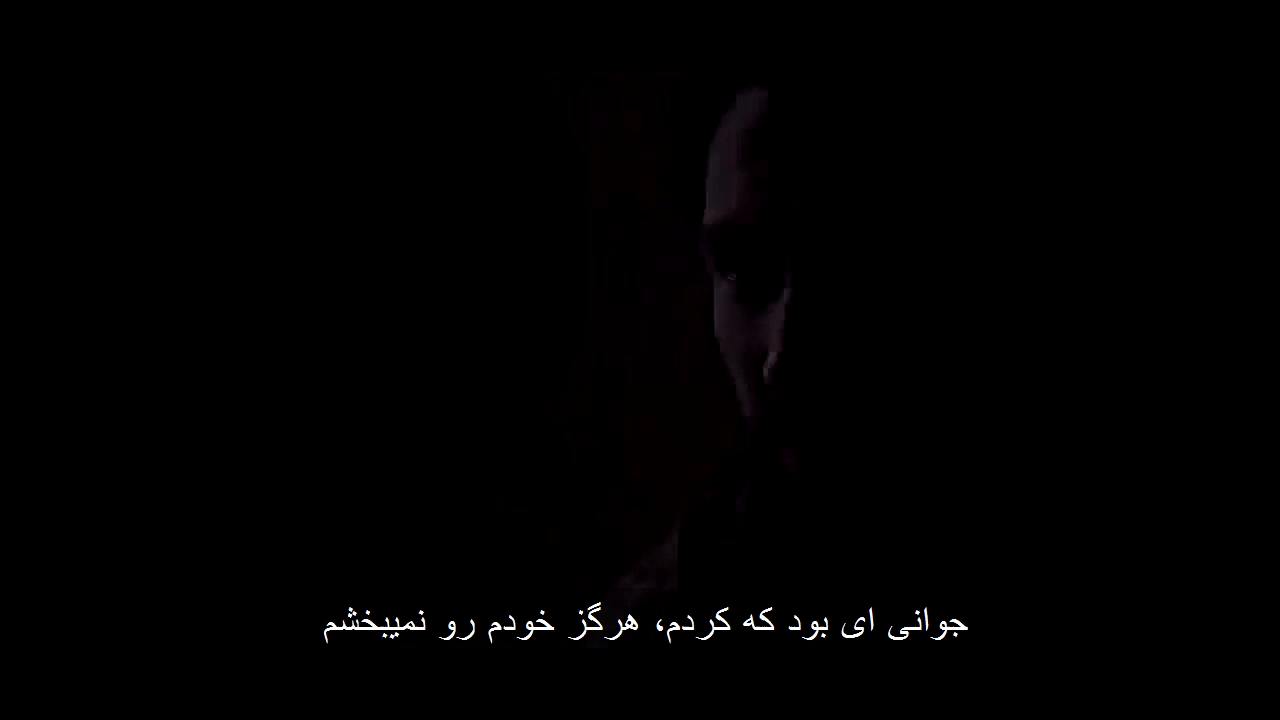 جوانی ای بود که کردم، هرگز خودم رو نمیبخشم